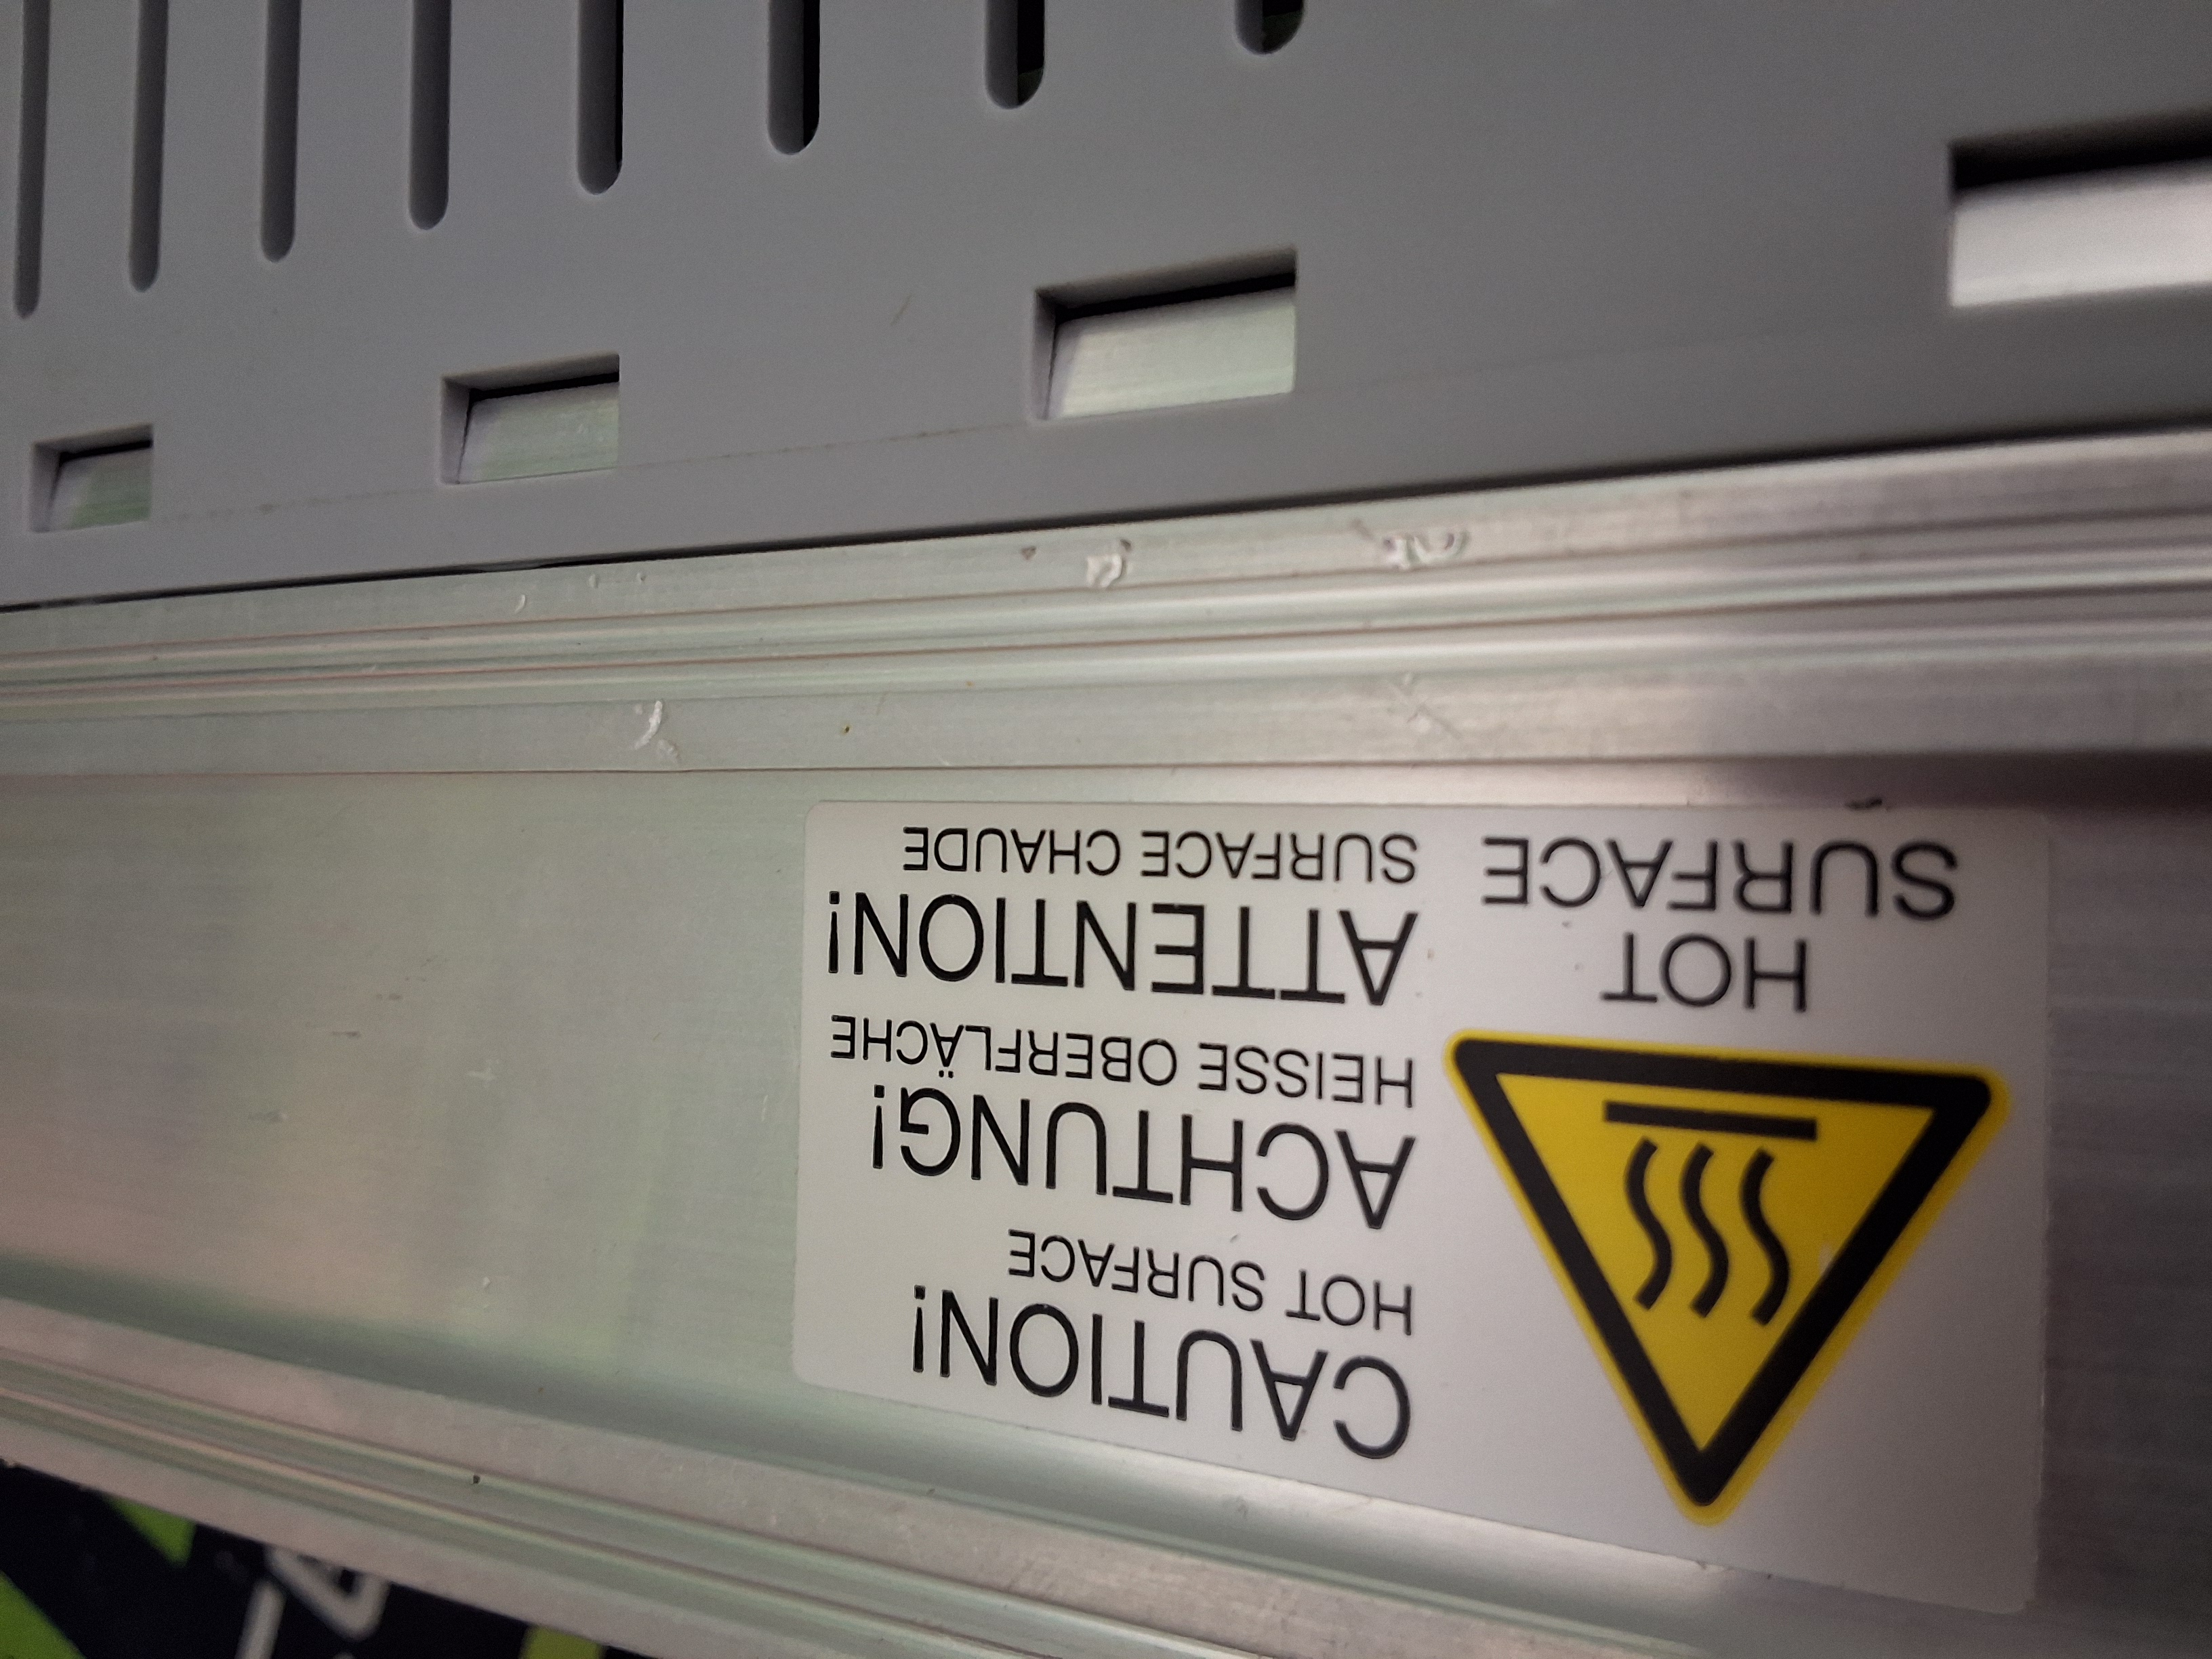 HOT
SURFACE
CAUTION!
HOT SURFACE
ACHTUNG!
HEISSE OBERFLÄCHE
ATTENTION!
SURFACE CHAUDE